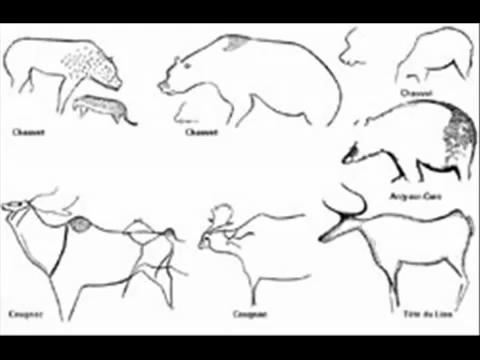 Chauvet
Chauvet
Chauvet
Arcy-sur-Cure
Cougnac
Cougnac
Tête du Lion